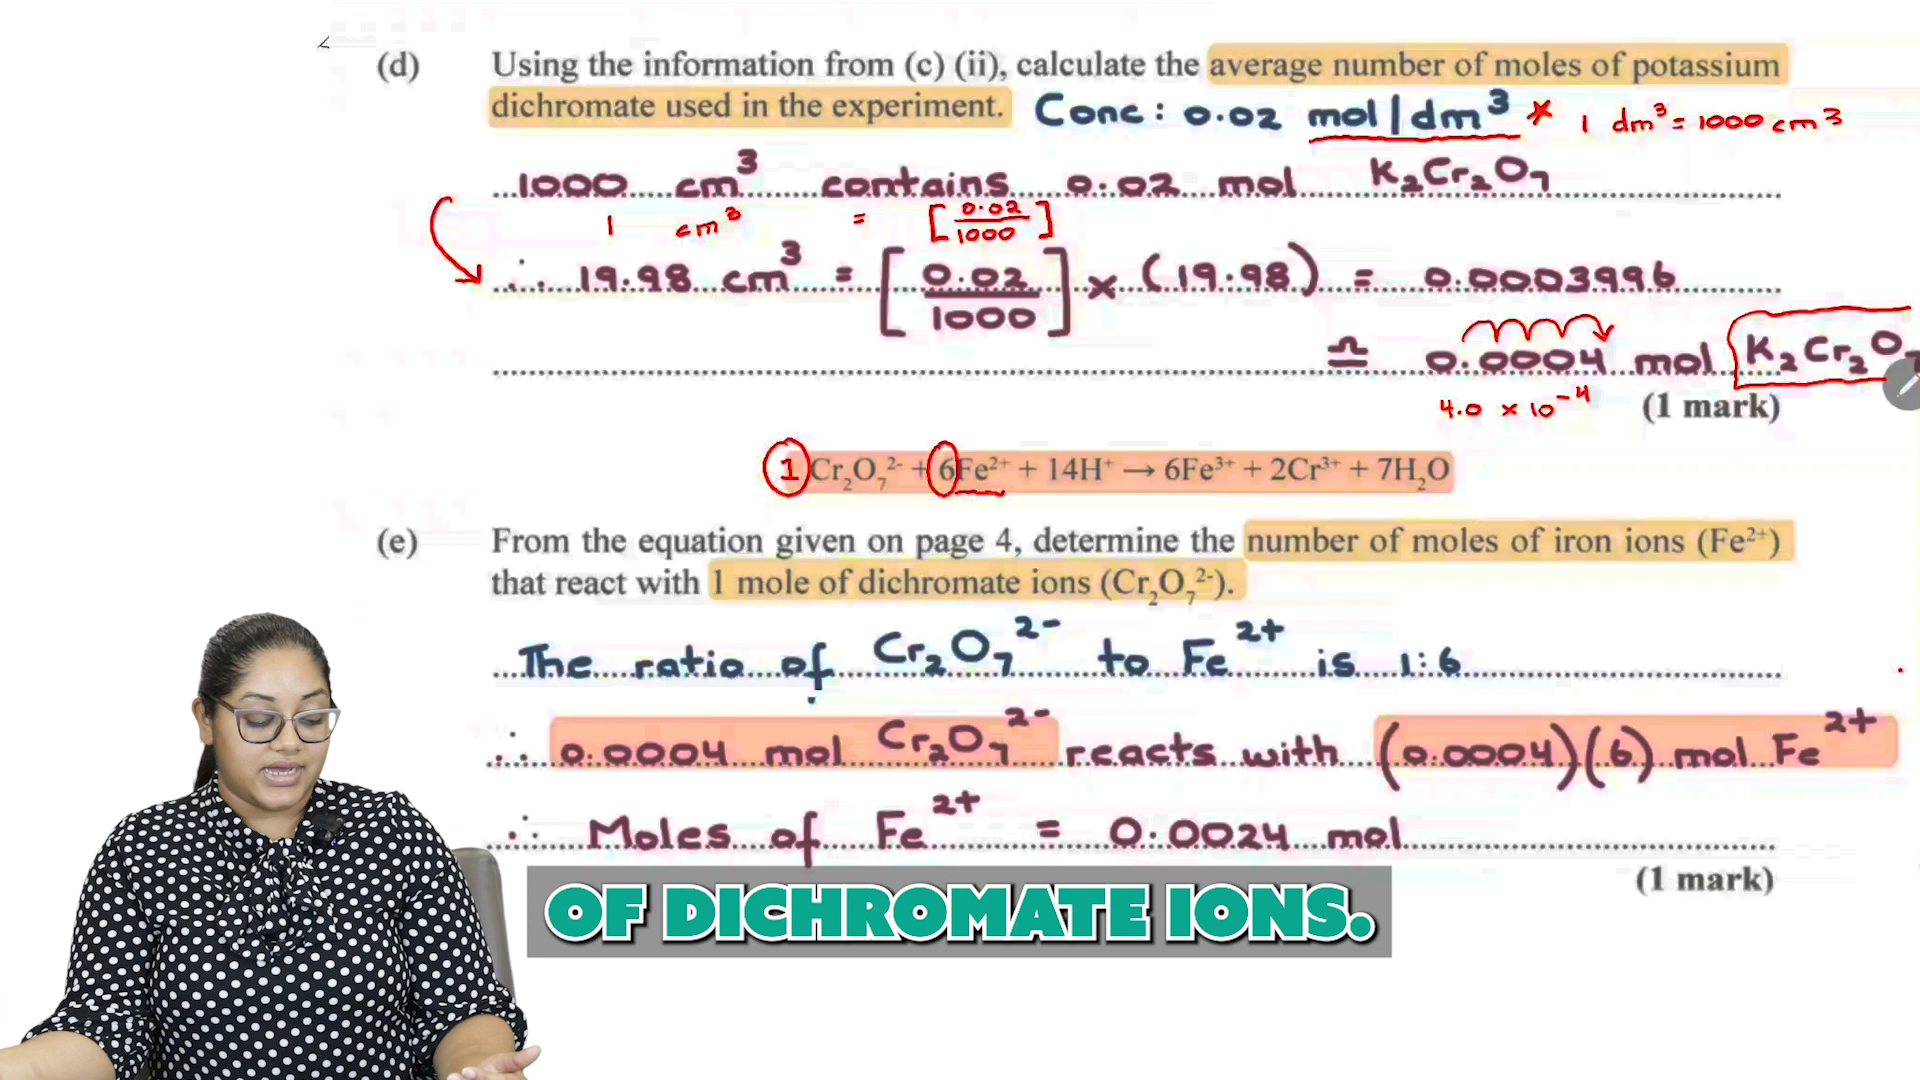 (d) Using the information from (c) (ii), calculate the average number of moles of potassium
dichromate used in the experiment. Conc: 0.02 mol/dm³ * 1 dm³ = 1000 cm3
1000 cm³ contains 0.02 mol K₂Cr₂O₇
1 cm³ = [0.02/1000]
∴ 19.98 cm³ = [0.02/1000] × (19.98) = 0.0003996
≏ 0.0004 mol K₂Cr₂O₇
4.0 × 10⁻⁴ (1 mark)
1 Cr₂O₇²⁻ + 6Fe²⁺ + 14H⁺ → 6Fe³⁺ + 2Cr³⁺ + 7H₂O
(e) From the equation given on page 4, determine the number of moles of iron ions (Fe²⁺)
that react with 1 mole of dichromate ions (Cr₂O₇²⁻).
The ratio of Cr₂O₇²⁻ to Fe²⁺ is 1:6
∴ 0.0004 mol Cr₂O₇²⁻ reacts with (0.0004)(6) mol Fe²⁺
∴ Moles of Fe²⁺ = 0.0024 mol
(1 mark)
OF DICHROMATE IONS.